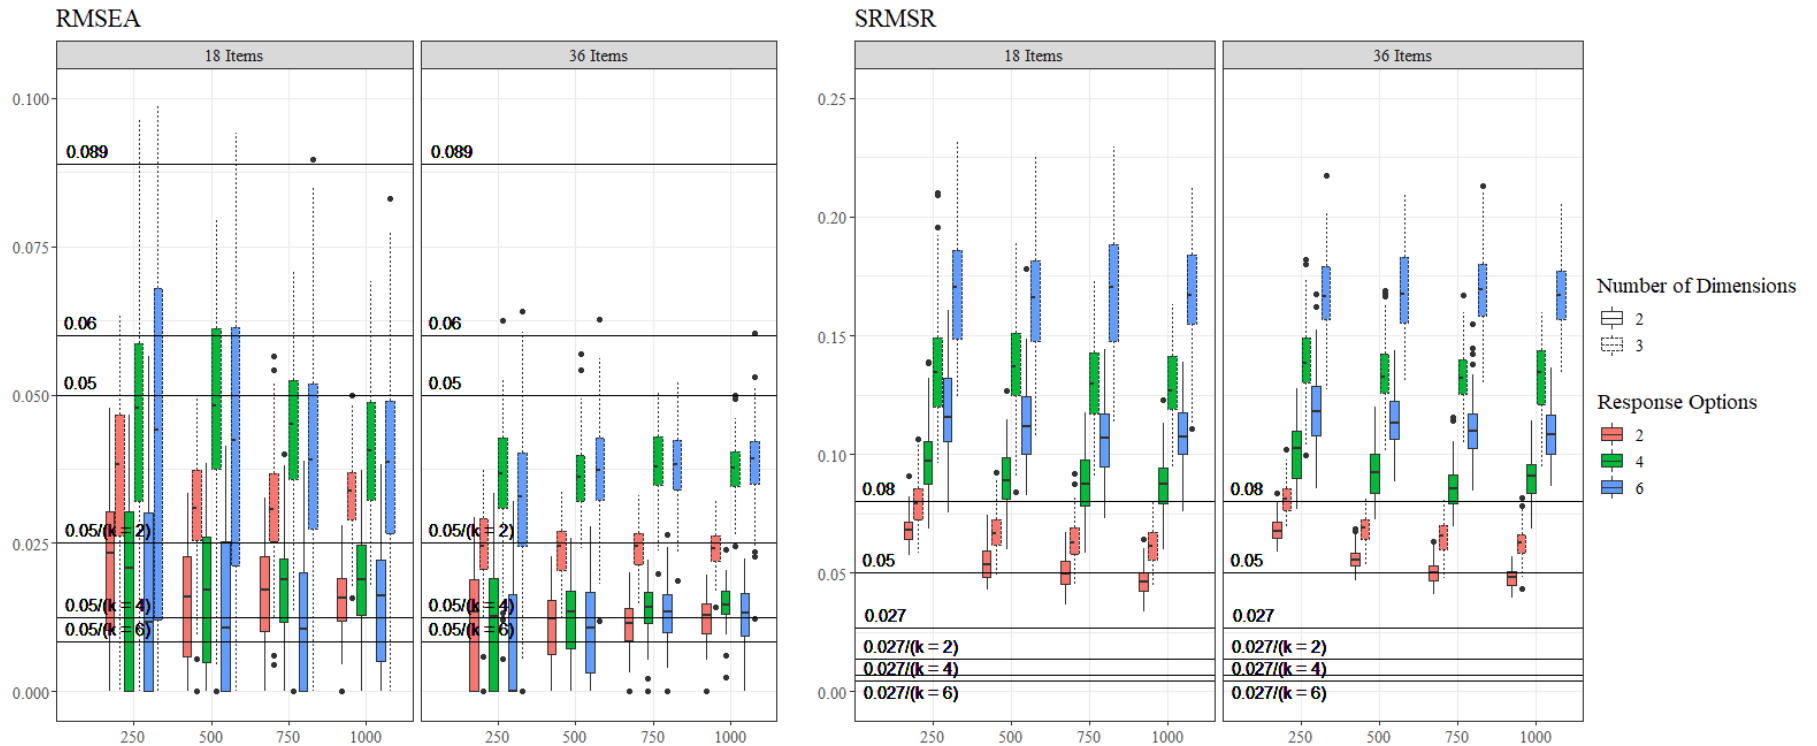 RMSEA
SRMSR
18 Items
36 Items
18 Items
36 Items
0.100
0.075
0.050
0.025
0.000
0.089
0.06
0.05
0.05/(k = 2)
0.05/(k = 4)
0.05/(k = 6)
0.089
0.06
0.05
0.05/(k = 2)
0.05/(k = 4)
0.05/(k = 6)
250 500 750 1000
250 500 750 1000
0.25
0.20
0.15
0.10
0.05
0.00
0.08
0.05
0.027
0.027/(k = 2)
0.027/(k = 4)
0.027/(k = 6)
0.08
0.05
0.027
0.027/(k = 2)
0.027/(k = 4)
0.027/(k = 6)
250 500 750 1000
250 500 750 1000
Number of Dimensions
2
3
Response Options
2
4
6